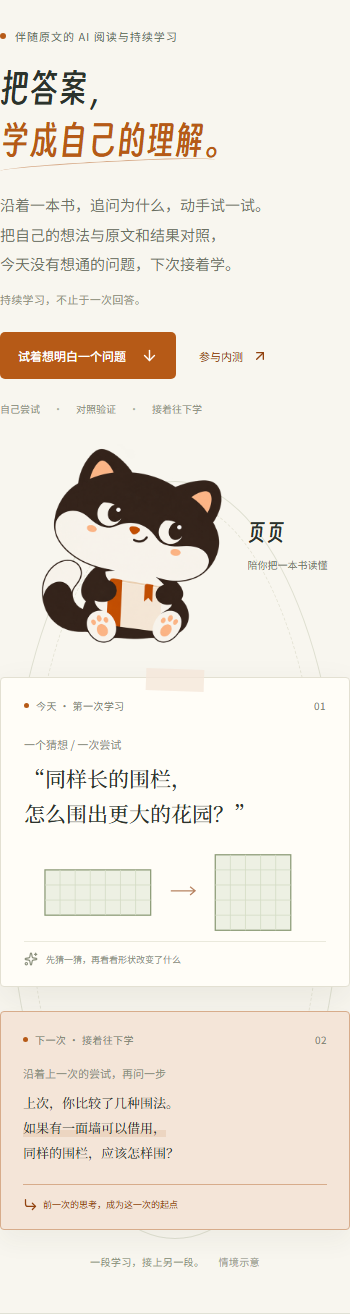 伴随原文的 AI 阅读与持续学习
把答案，
学成自己的理解。
沿着一本书，追问为什么，动手试一试。
把自己的想法与原文和结果对照，
今天没有想通的问题，下次接着学。
持续学习，不止于一次回答。
试着想明白一个问题 ↓
参与内测 ↗
自己尝试 · 对照验证 · 接着往下学
页页
陪你把一本书读懂
今天 · 第一次学习 01
一个猜想 / 一次尝试
“同样长的围栏，
怎么围出更大的花园？”
先猜一猜，再看看形状改变了什么
下一次 · 接着往下学 02
沿着上一次的尝试，再问一步
上次，你比较了几种围法。
如果有一面墙可以借用，
同样的围栏，应该怎样围？
前一次的思考，成为这一次的起点
一段学习，接上另一段。 情境示意